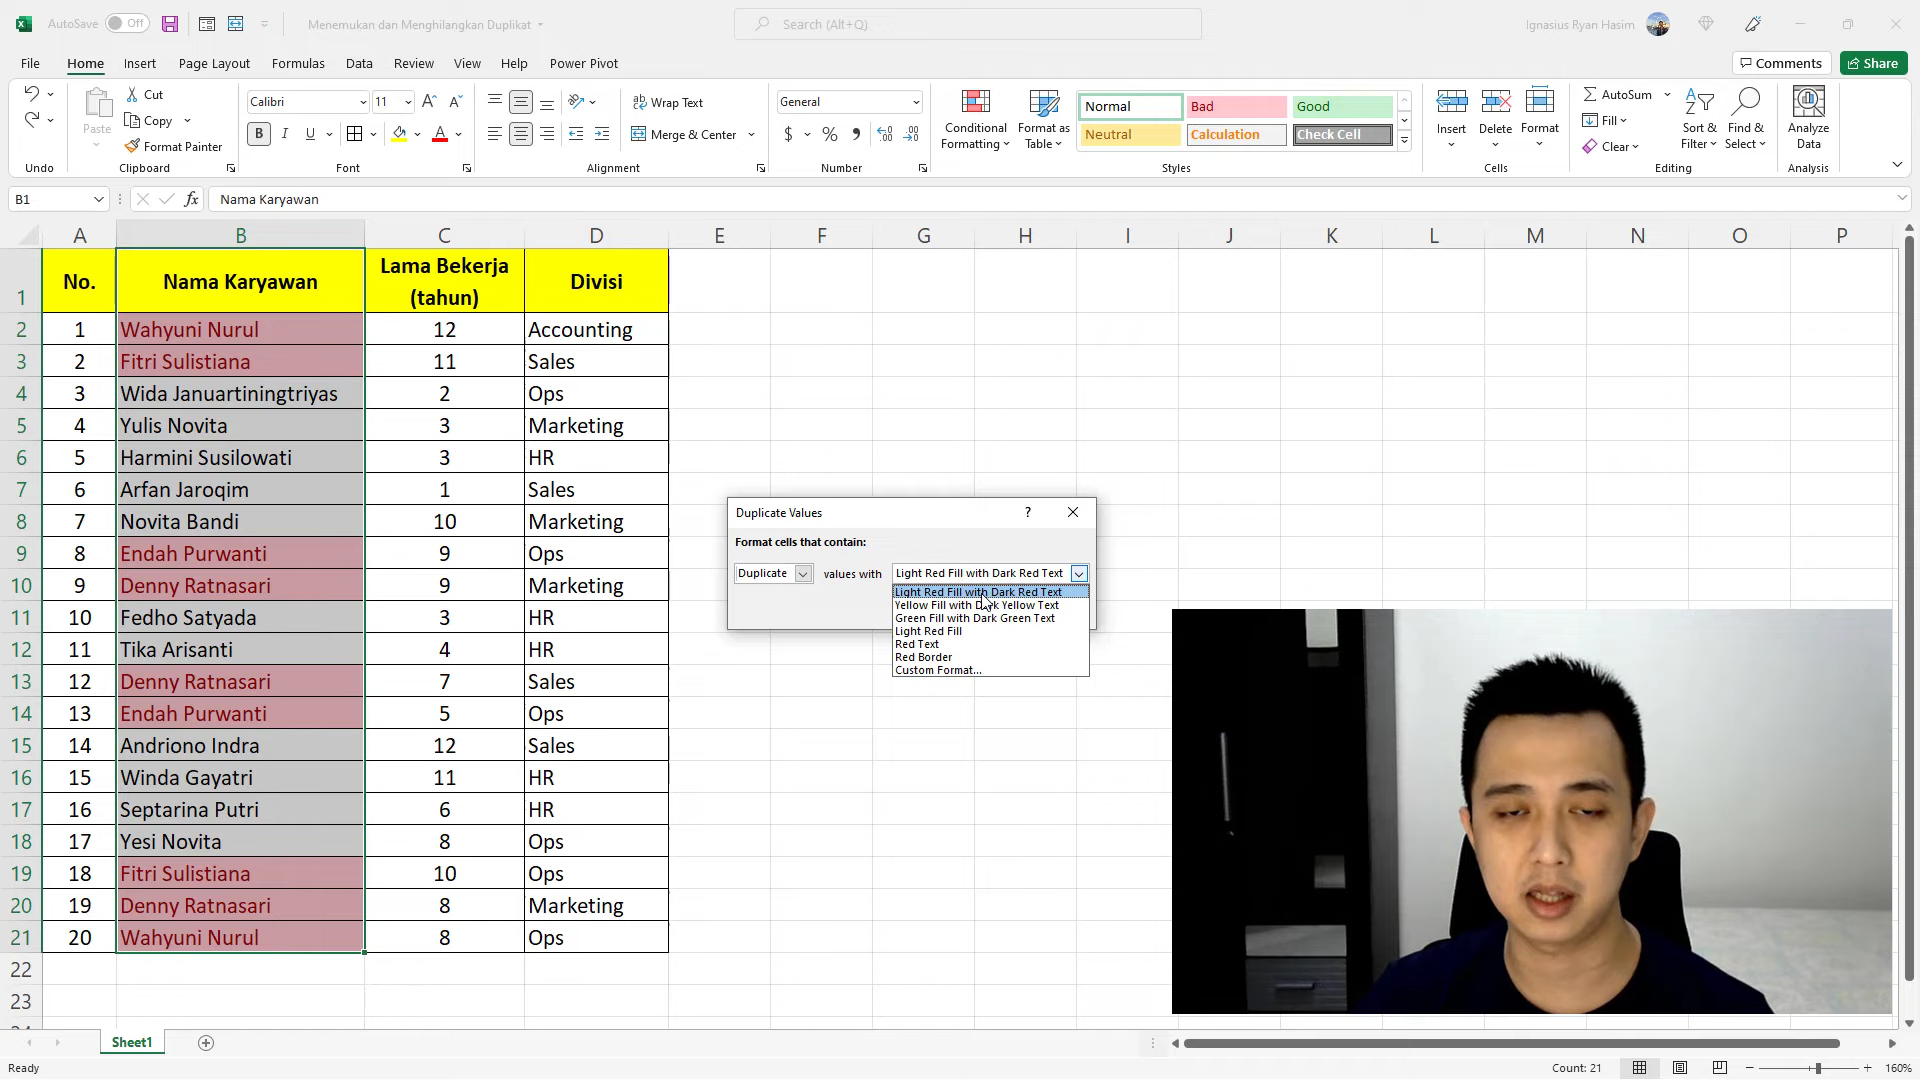 AutoSave Off Menemukan dan Menghilangkan Duplikat Search (Alt+Q) Ignasius Ryan Hasim
File Home Insert Page Layout Formulas Data Review View Help Power Pivot Comments Share
Cut Calibri 11 Wrap Text General Normal Bad Good AutoSum
Paste Copy Conditional Formatting Format as Table Insert Delete Format Fill Sort & Filter Find & Select Analyze Data
Format Painter B I U A Merge & Center $ % Neutral Calculation Check Cell Clear
Undo Clipboard Font Alignment Number Styles Cells Editing Analysis
B1 fx Nama Karyawan
A B C D E F G H I J K L M N O P
1 No. Nama Karyawan Lama Bekerja (tahun) Divisi
2 1 Wahyuni Nurul 12 Accounting
3 2 Fitri Sulistiana 11 Sales
4 3 Wida Januartiningtriyas 2 Ops
5 4 Yulis Novita 3 Marketing
6 5 Harmini Susilowati 3 HR
7 6 Arfan Jaroqim 1 Sales
8 7 Novita Bandi 10 Marketing
9 8 Endah Purwanti 9 Ops
10 9 Denny Ratnasari 9 Marketing
11 10 Fedho Satyada 3 HR
12 11 Tika Arisanti 4 HR
13 12 Denny Ratnasari 7 Sales
14 13 Endah Purwanti 5 Ops
15 14 Andriono Indra 12 Sales
16 15 Winda Gayatri 11 HR
17 16 Septarina Putri 6 HR
18 17 Yesi Novita 8 Ops
19 18 Fitri Sulistiana 10 Ops
20 19 Denny Ratnasari 8 Marketing
21 20 Wahyuni Nurul 8 Ops
22
23
Duplicate Values ?
Format cells that contain:
Duplicate values with Light Red Fill with Dark Red Text
Light Red Fill with Dark Red Text
Yellow Fill with Dark Yellow Text
Green Fill with Dark Green Text
Light Red Fill
Red Text
Red Border
Custom Format...
Sheet1
Ready Count: 21 160%